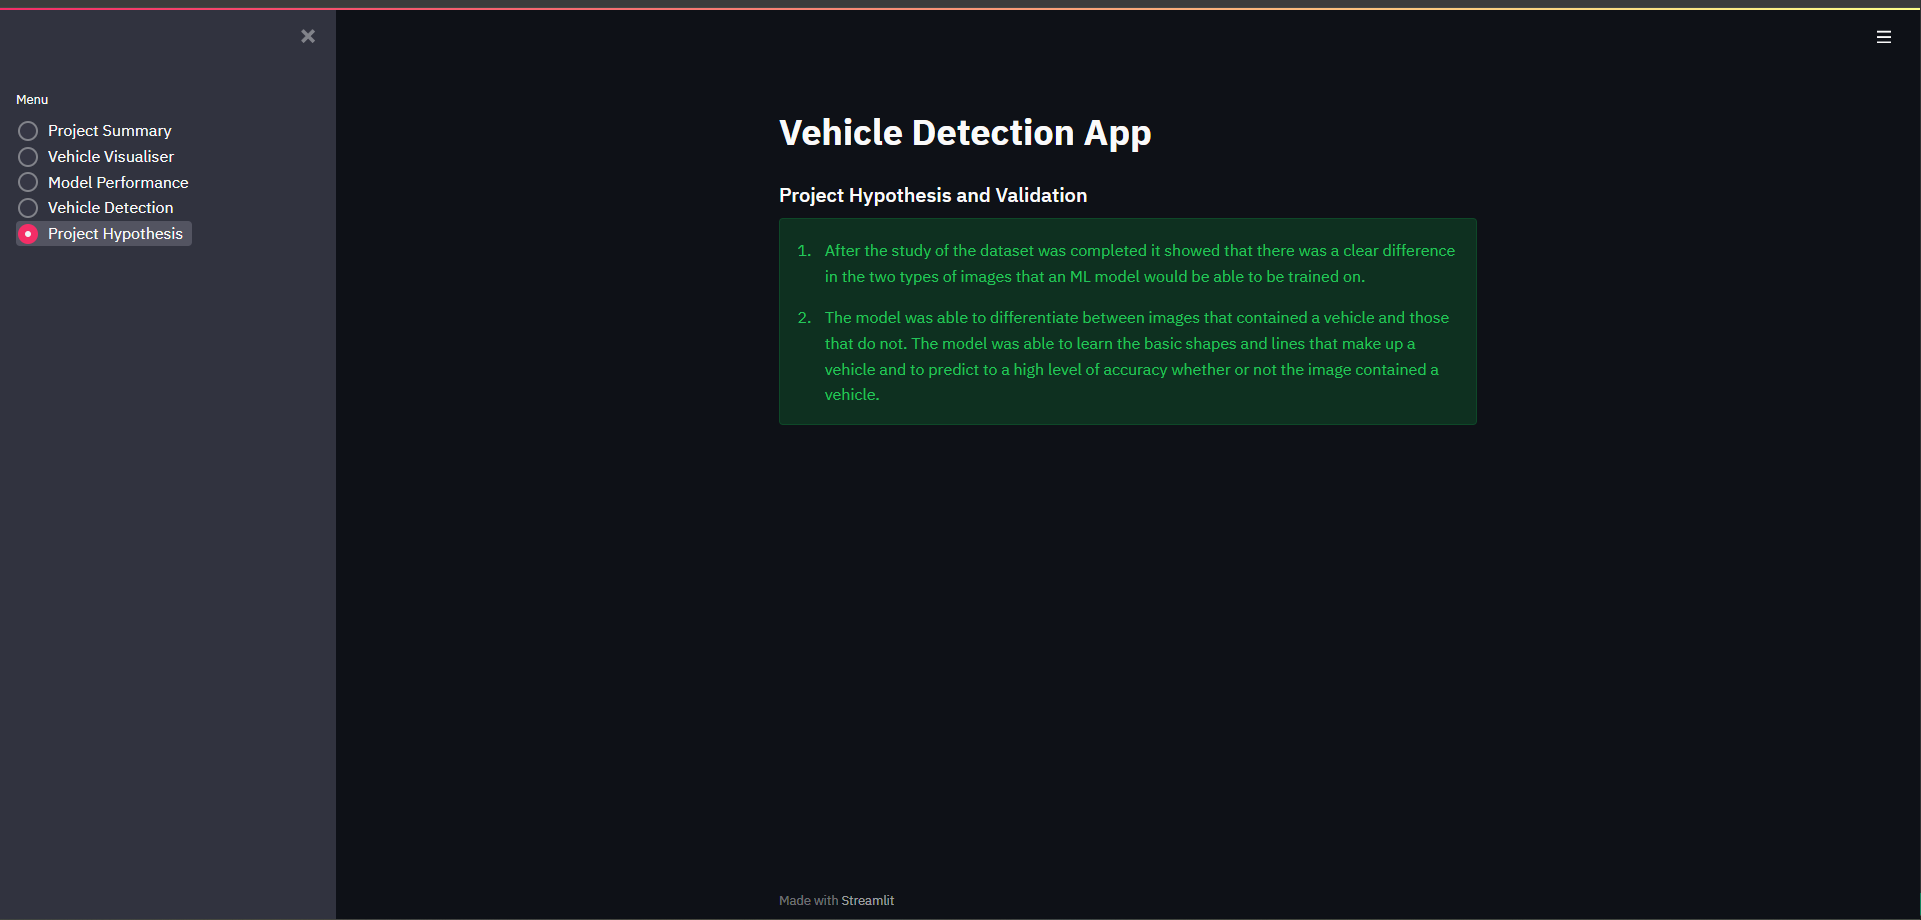 Menu
Project Summary
Vehicle Visualiser
Model Performance
Vehicle Detection
Project Hypothesis
Vehicle Detection App
Project Hypothesis and Validation
1. After the study of the dataset was completed it showed that there was a clear difference
in the two types of images that an ML model would be able to be trained on.
2. The model was able to differentiate between images that contained a vehicle and those
that do not. The model was able to learn the basic shapes and lines that make up a
vehicle and to predict to a high level of accuracy whether or not the image contained a
vehicle.
Made with Streamlit